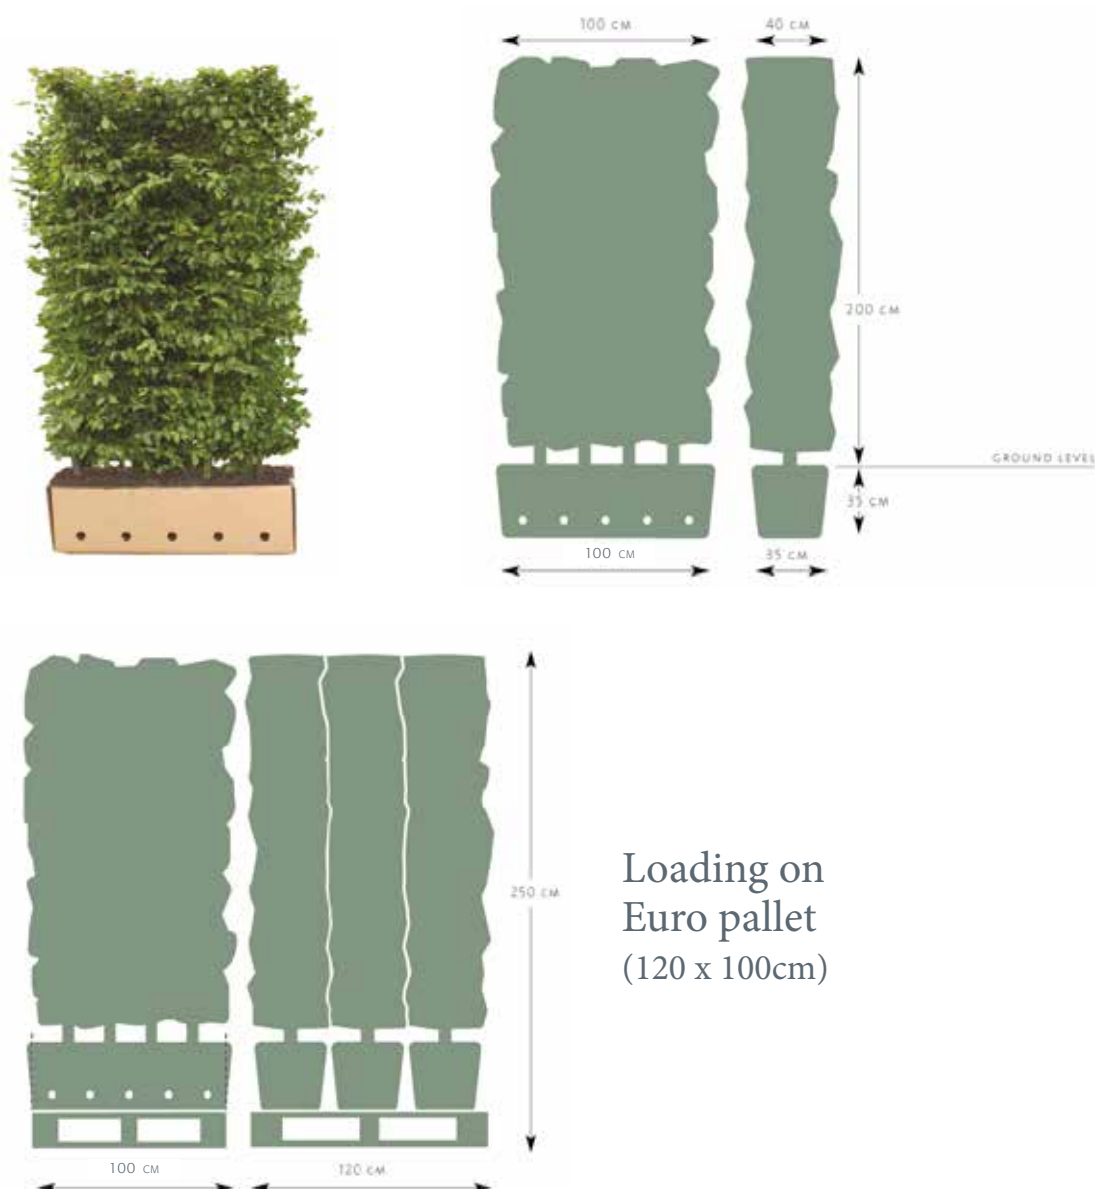 100 CM
40 CM
200 CM
GROUND LEVEL
35 CM
100 CM
35 CM
250 CM
Loading on
Euro pallet
(120 x 100cm)
100 CM
120 CM